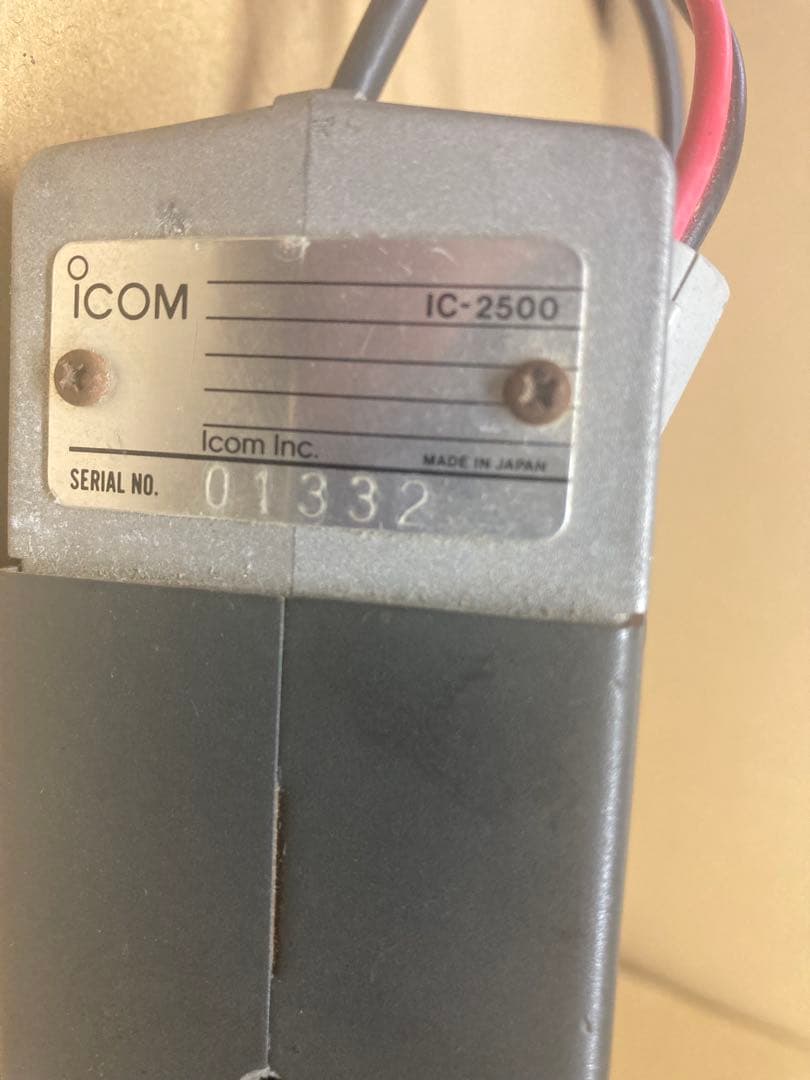 ICOM
IC-2500
Icom Inc.
MADE IN JAPAN
SERIAL NO. 01332